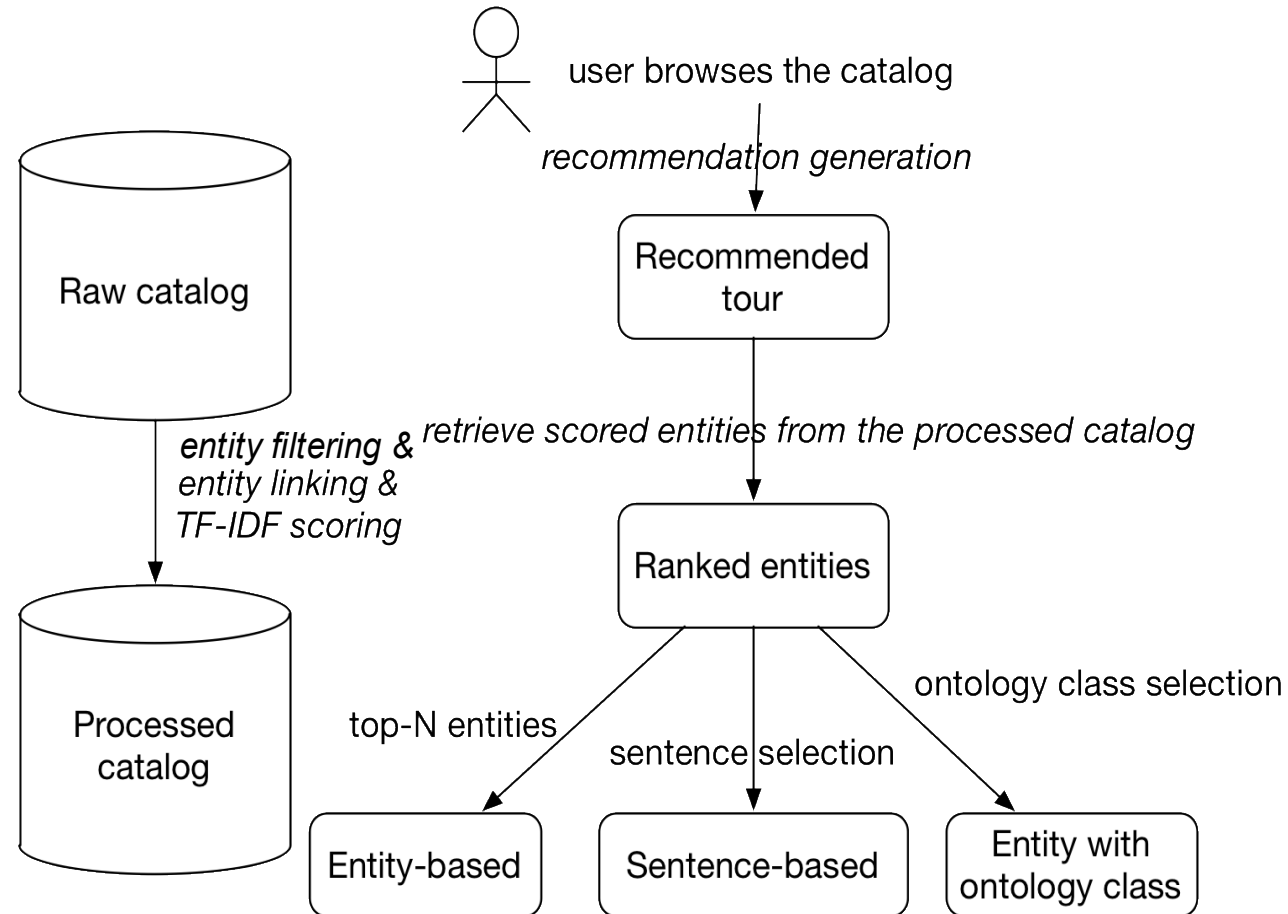 user browses the catalog
recommendation generation
Recommended
tour
Raw catalog
retrieve scored entities from the processed catalog
entity filtering &
entity linking &
TF-IDF scoring
Ranked entities
Processed
catalog
top-N entities
sentence selection
ontology class selection
Entity-based
Sentence-based
Entity with
ontology class